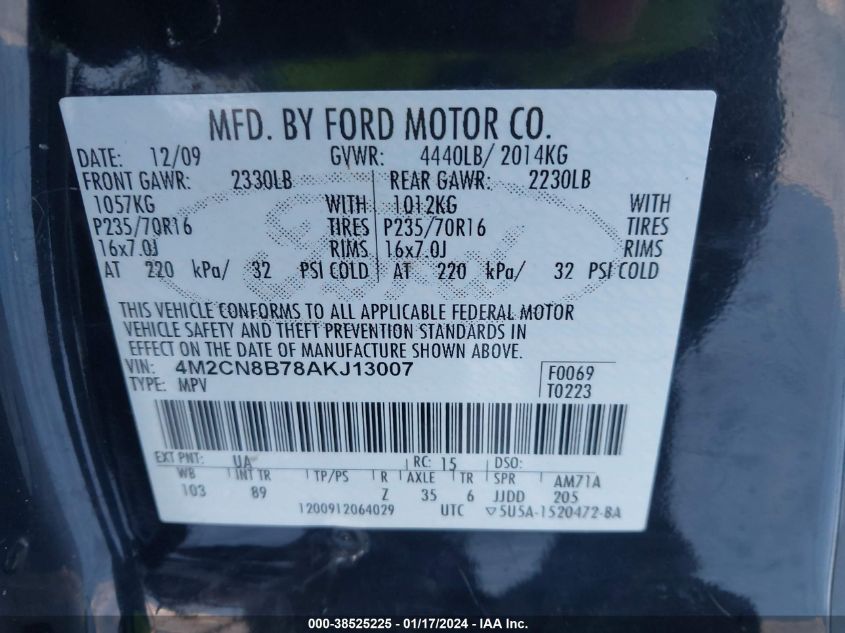 MFD. BY FORD MOTOR CO.
DATE: 12/09 GVWR: 4440LB/ 2014KG
FRONT GAWR: 2330LB REAR GAWR: 2230LB
1057KG WITH 1012KG WITH
P235/70R16 TIRES P235/70R16 TIRES
16x7.0J RIMS 16x7.0J RIMS
AT 220 kPa/ 32 PSI COLD AT 220 kPa/ 32 PSI COLD
THIS VEHICLE CONFORMS TO ALL APPLICABLE FEDERAL MOTOR
VEHICLE SAFETY AND THEFT PREVENTION STANDARDS IN
EFFECT ON THE DATE OF MANUFACTURE SHOWN ABOVE.
VIN: 4M2CN8B78AKJ13007 F0069
TYPE: MPV T0223
EXT PNT: UA RC: 15 DSO:
WB INT TR TP/PS R AXLE TR SPR AM71A
103 89 Z 35 6 JJDD 205
1200912064029 UTC ▽5U5A-1520472-BA
000-38525225 - 01/17/2024 - IAA Inc.